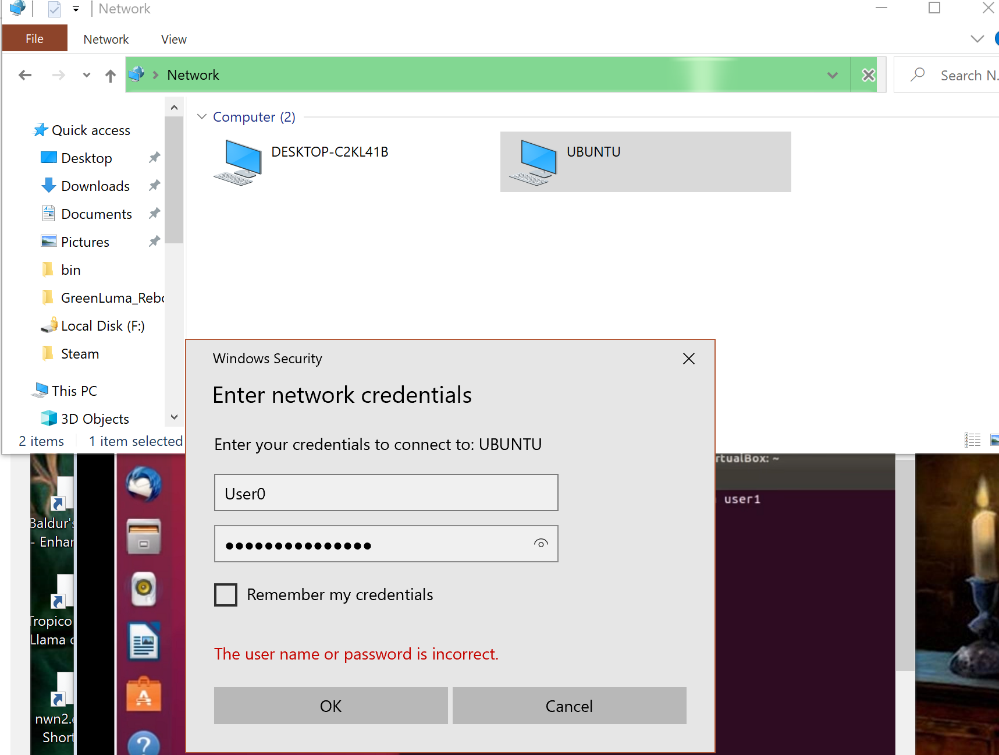 Network
File
Network
View
Network
Search N.
Quick access
Desktop
Downloads
Documents
Pictures
bin
GreenLuma_Rebo
Local Disk (F:)
Steam
This PC
3D Objects
2 items
1 item selected
Computer (2)
DESKTOP-C2KL41B
UBUNTU
Windows Security
Enter network credentials
Enter your credentials to connect to: UBUNTU
User0
Remember my credentials
The user name or password is incorrect.
OK
Cancel
rtualBox: ~
user1
Baldur's
- Enhan
Tropico
Llama
nwn2.
Short